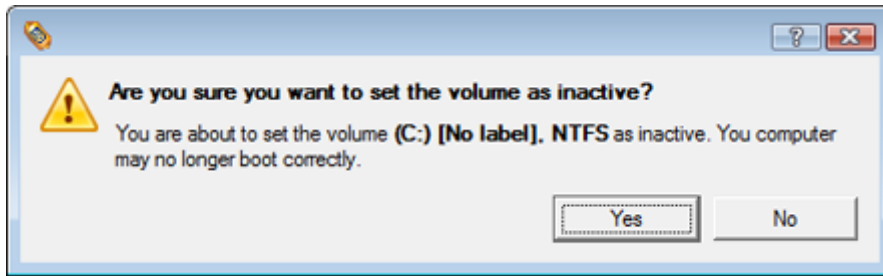 Are you sure you want to set the volume as inactive?
You are about to set the volume (C:) [No label], NTFS as inactive. You computer
may no longer boot correctly.
Yes
No